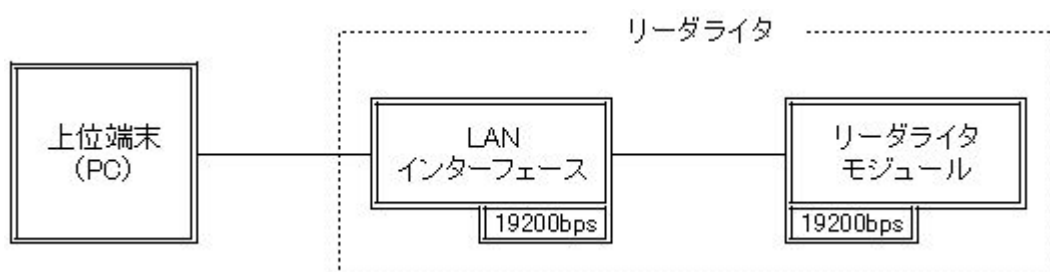 リーダライタ
上位端末
(PC)
LAN
インターフェース
19200bps
リーダライタ
モジュール
19200bps